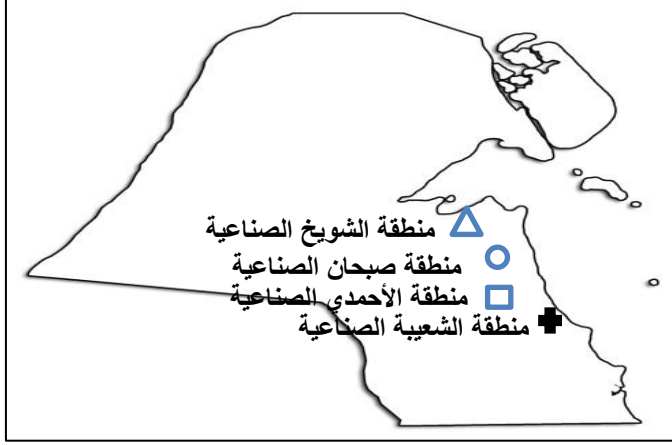 منطقة الشويخ الصناعية
منطقة صبحان الصناعية
منطقة الأحمدي الصناعية
منطقة الشعيبة الصناعية